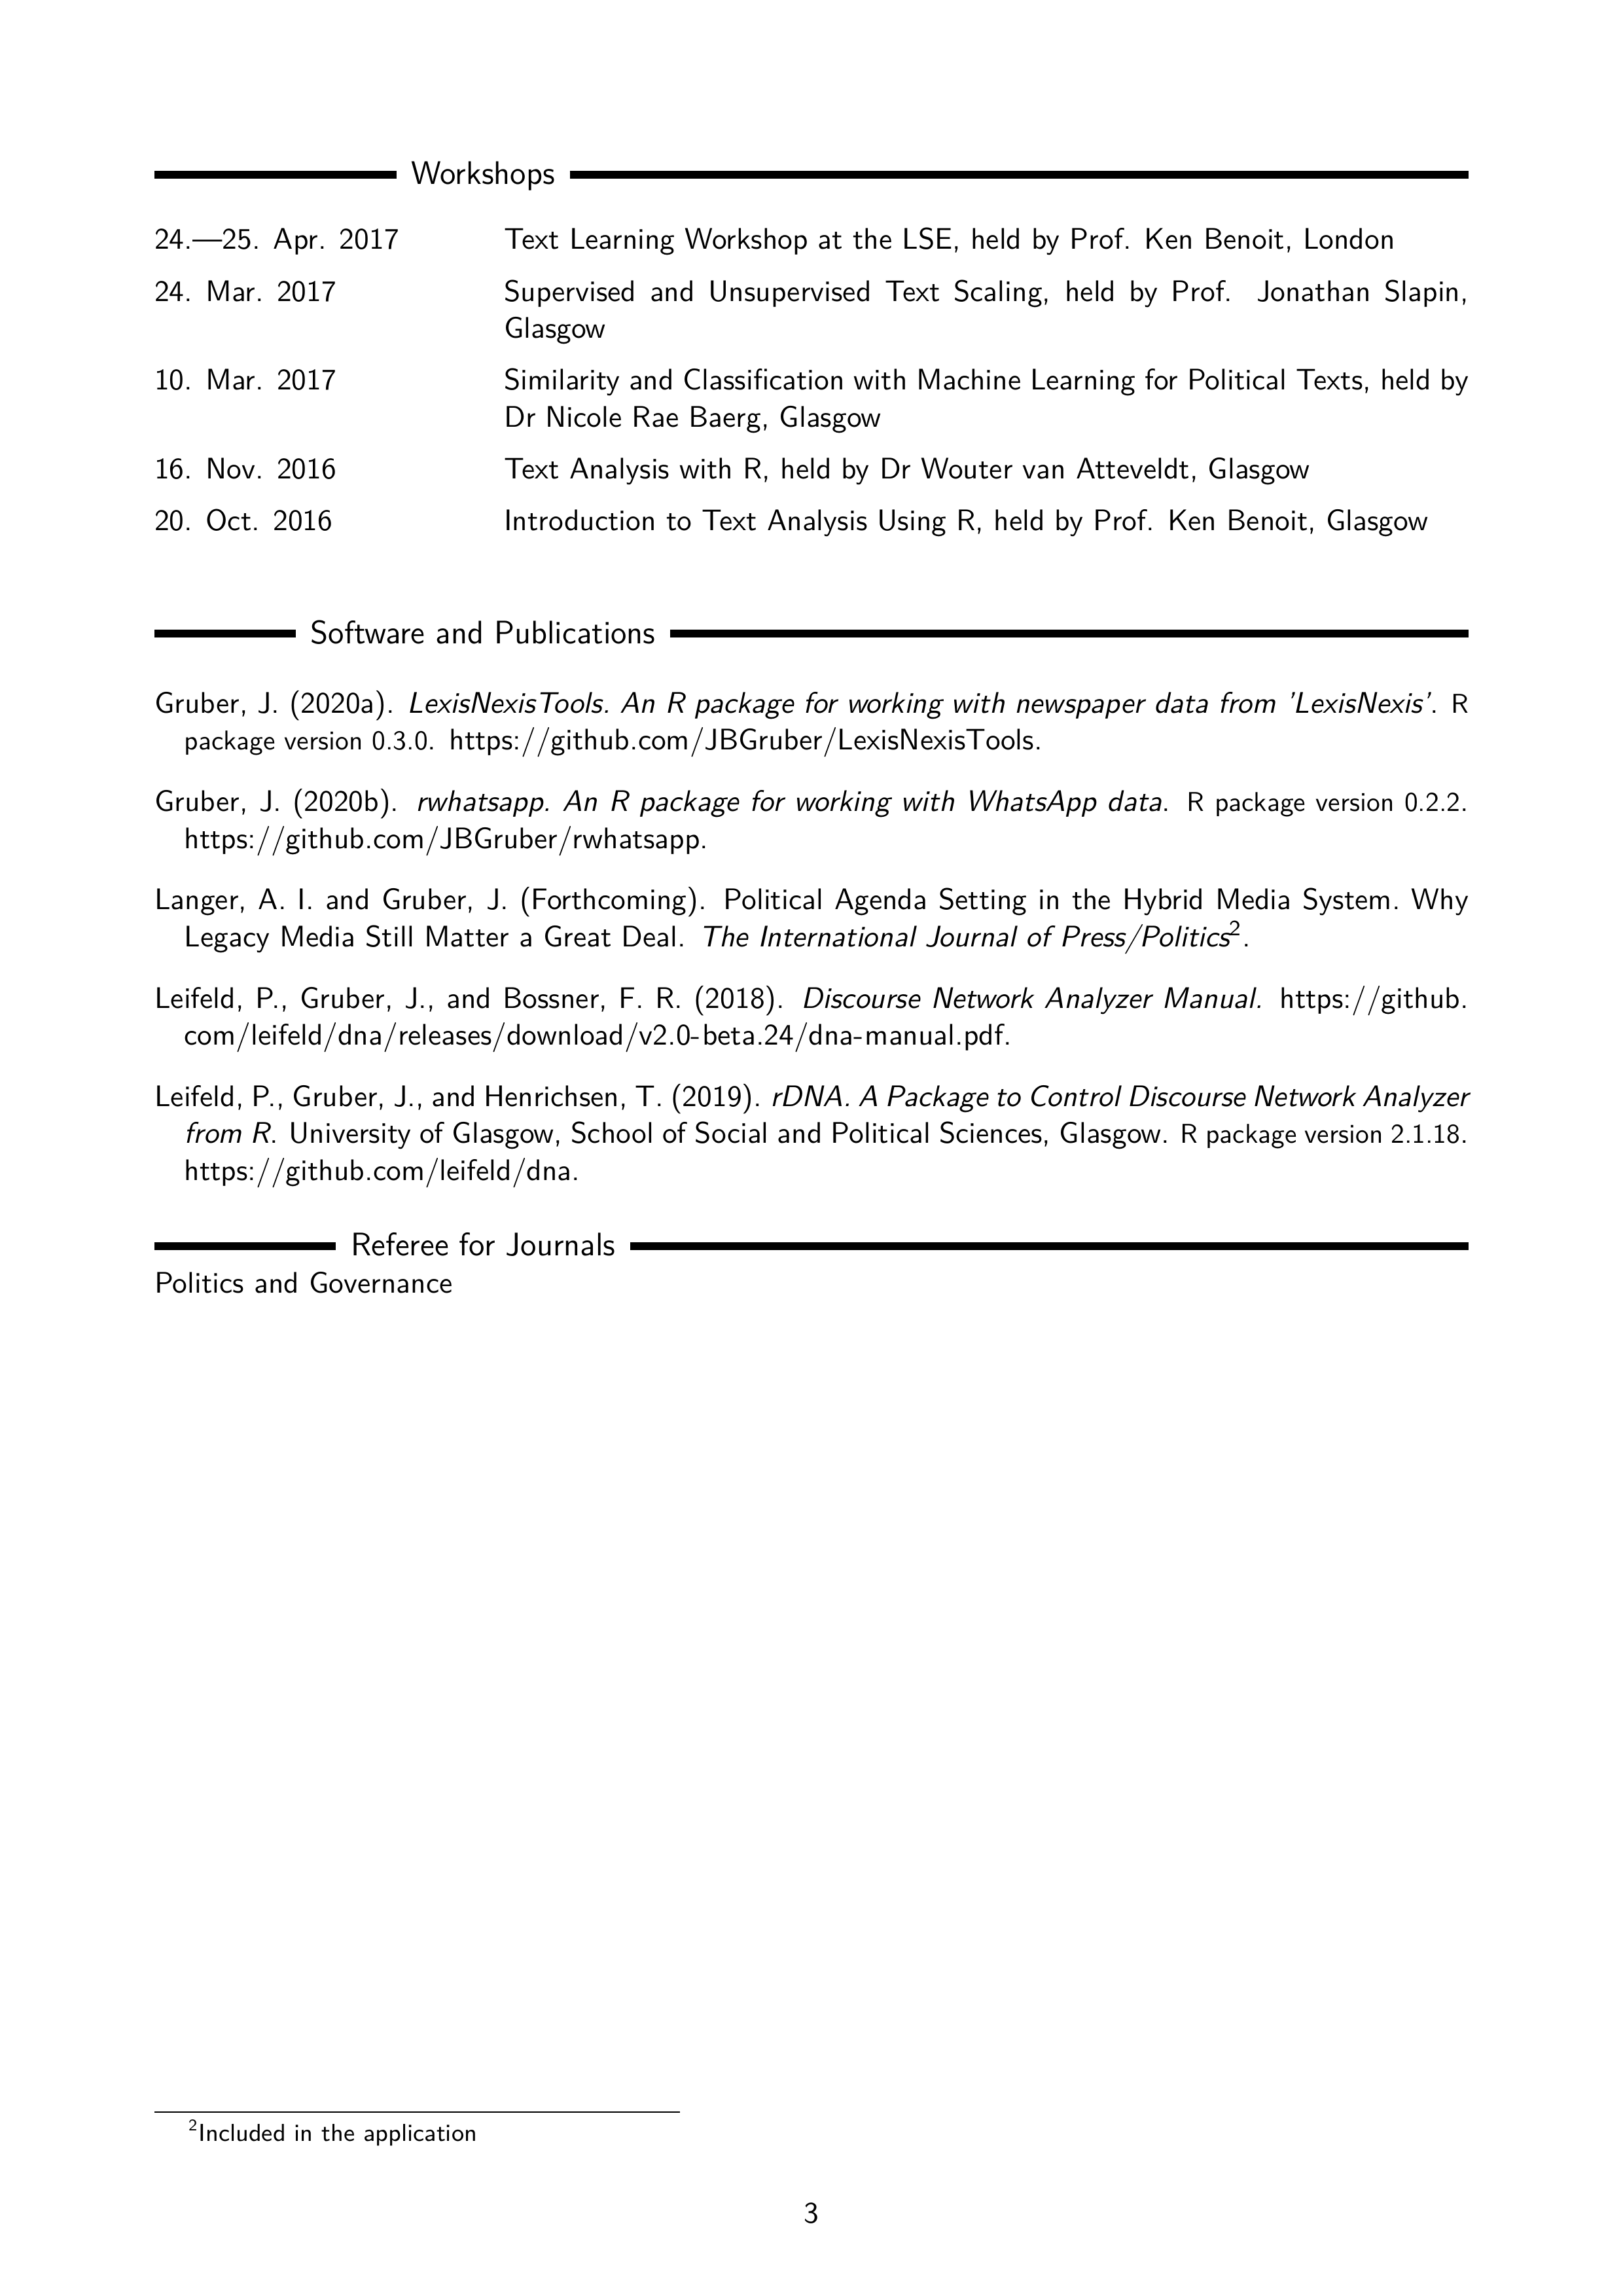 Workshops
24.—25. Apr. 2017 Text Learning Workshop at the LSE, held by Prof. Ken Benoit, London
24. Mar. 2017 Supervised and Unsupervised Text Scaling, held by Prof. Jonathan Slapin,
Glasgow
10. Mar. 2017 Similarity and Classification with Machine Learning for Political Texts, held by
Dr Nicole Rae Baerg, Glasgow
16. Nov. 2016 Text Analysis with R, held by Dr Wouter van Atteveldt, Glasgow
20. Oct. 2016 Introduction to Text Analysis Using R, held by Prof. Ken Benoit, Glasgow
Software and Publications
Gruber, J. (2020a). LexisNexisTools. An R package for working with newspaper data from 'LexisNexis'. R
package version 0.3.0. https://github.com/JBGruber/LexisNexisTools.
Gruber, J. (2020b). rwhatsapp. An R package for working with WhatsApp data. R package version 0.2.2.
https://github.com/JBGruber/rwhatsapp.
Langer, A. I. and Gruber, J. (Forthcoming). Political Agenda Setting in the Hybrid Media System. Why
Legacy Media Still Matter a Great Deal. The International Journal of Press/Politics².
Leifeld, P., Gruber, J., and Bossner, F. R. (2018). Discourse Network Analyzer Manual. https://github.
com/leifeld/dna/releases/download/v2.0-beta.24/dna-manual.pdf.
Leifeld, P., Gruber, J., and Henrichsen, T. (2019). rDNA. A Package to Control Discourse Network Analyzer
from R. University of Glasgow, School of Social and Political Sciences, Glasgow. R package version 2.1.18.
https://github.com/leifeld/dna.
Referee for Journals
Politics and Governance
²Included in the application
3